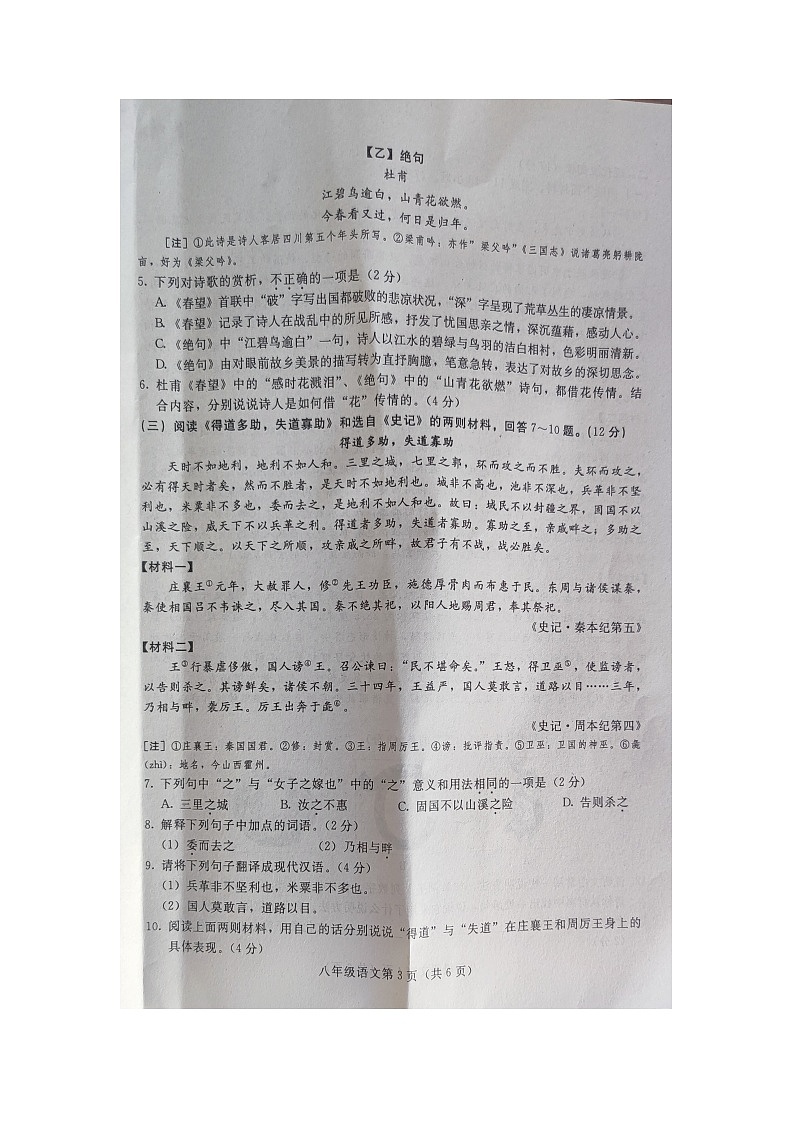 【乙】绝句
杜甫
江碧鸟逾白，山青花欲燃。
今春看又过，何日是归年。
[注] ①此诗是诗人客居四川第五个年头所写。②梁甫吟：亦作”梁父吟”《三国志》说诸葛亮躬耕陇
亩，好为《梁父吟》。
5. 下列对诗歌的赏析，不正确的一项是（2 分）
A. 《春望》首联中“破”字写出国都破败的悲凉状况，“深”字呈现了荒草丛生的凄凉情景。
B. 《春望》记录了诗人在战乱中的所见所感，抒发了忧国思亲之情，深沉蕴藉，感动人心。
C. 《绝句》中“江碧鸟逾白”一句，诗人以江水的碧绿与鸟羽的洁白相衬，色彩明丽清新。
D. 《绝句》由对眼前故乡美景的描写转为直抒胸臆，笔意急转，表达了对故乡的深切思念。
6. 杜甫《春望》中的“感时花溅泪”、《绝句》中的“山青花欲燃”诗句，都借花传情。结
合内容，分别说说诗人是如何借“花”传情的。（4 分）
（三）阅读《得道多助，失道寡助》和选自《史记》的两则材料，回答 7～10 题。（12 分）
得道多助，失道寡助
天时不如地利，地利不如人和。三里之城，七里之郭，环而攻之而不胜。夫环而攻之，
必有得天时者矣，然而不胜者，是天时不如地利也。城非不高也，池非不深也，兵革非不坚
利也，米粟非不多也，委而去之，是地利不如人和也。故曰：域民不以封疆之界，固国不以
山溪之险，威天下不以兵革之利。得道者多助，失道者寡助。寡助之至，亲戚畔之；多助之
至，天下顺之。以天下之所顺，攻亲戚之所畔，故君子有不战，战必胜矣。
【材料一】
庄襄王①元年，大赦罪人，修②先王功臣，施德厚骨肉而布惠于民。东周与诸侯谋秦，
秦使相国吕不韦诛之，尽入其国。秦不绝其祀，以阳人地赐周君，奉其祭祀。
《史记·秦本纪第五》
【材料二】
王③行暴虐侈傲，国人谤④王。召公谏曰：“民不堪命矣。”王怒，得卫巫⑤，使监谤者，
以告则杀之。其谤鲜矣，诸侯不朝。三十四年，王益严，国人莫敢言，道路以目……三年，
乃相与畔，袭厉王。厉王出奔于彘⑥。
《史记·周本纪第四》
[注] ①庄襄王：秦国国君。②修：封赏。③王：指周厉王。④谤：批评指责。⑤卫巫：卫国的神巫。⑥彘
（zhì）：地名，今山西霍州。
7. 下列句中“之”与“女子之嫁也”中的“之”意义和用法相同的一项是（2 分）
A. 三里之城 B. 汝之不惠 C. 固国不以山溪之险 D. 告则杀之
8. 解释下列句子中加点的词语。（2 分）
（1）委而去之 （2）乃相与畔
9. 请将下列句子翻译成现代汉语。（4 分）
（1）兵革非不坚利也，米粟非不多也。
（2）国人莫敢言，道路以目。
10. 阅读上面两则材料，用自己的话分别说说“得道”与“失道”在庄襄王和周厉王身上的
具体表现。（4 分）
八年级语文第 3 页（共 6 页）